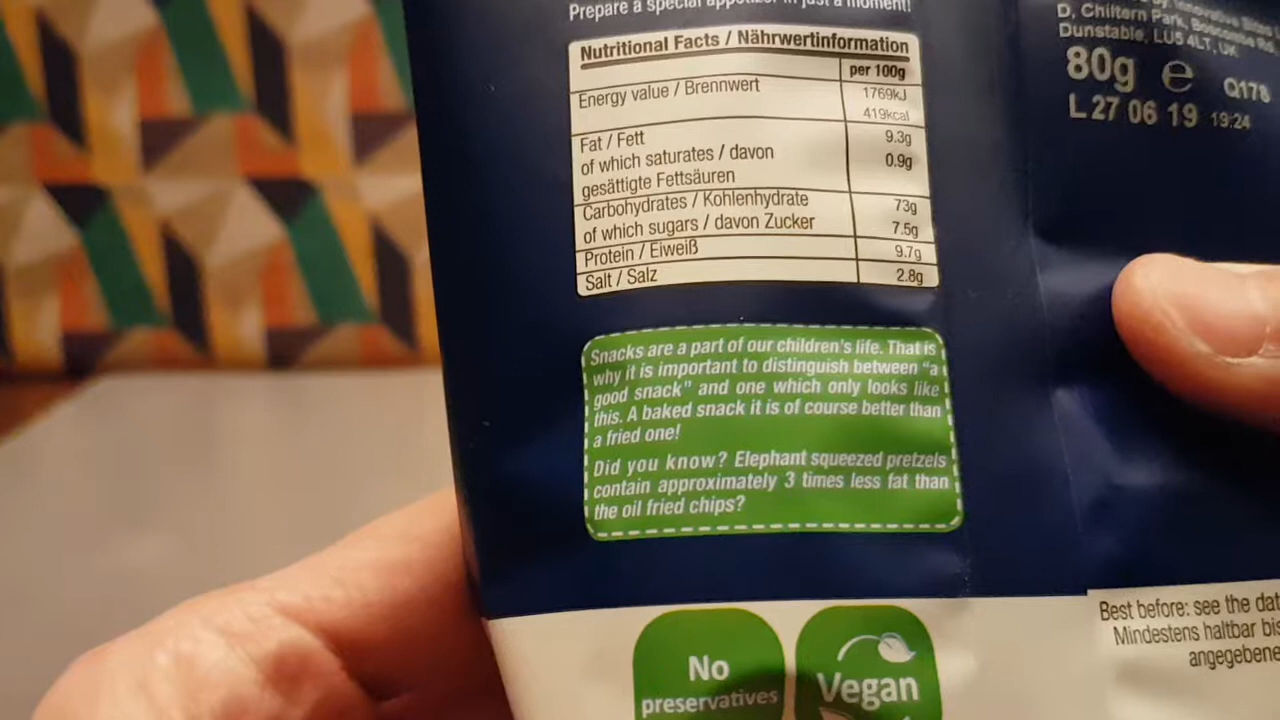 Prepare a special appetizer in just a moment!
Nutritional Facts / Nährwertinformation
per 100g
Energy value / Brennwert
1769kJ
419kcal
Fat / Fett
9.3g
of which saturates / davon
0.9g
gesättigte Fettsäuren
Carbohydrates / Kohlenhydrate
73g
of which sugars / davon Zucker
7.5g
Protein / Eiweiß
9.7g
Salt / Salz
2.8g
Snacks are a part of our children's life. That is
why it is important to distinguish between "a
good snack" and one which only looks like
this. A baked snack it is of course better than
a fried one!
Did you know? Elephant squeezed pretzels
contain approximately 3 times less fat than
the oil fried chips?
No
preservatives
Vegan
by Innovative
D, Chiltern Park,
Dunstable, LU5 4LT, UK
80g e Q178
L 27 06 19 19:24
Best before: see the dat
Mindestens haltbar bis
angegebene